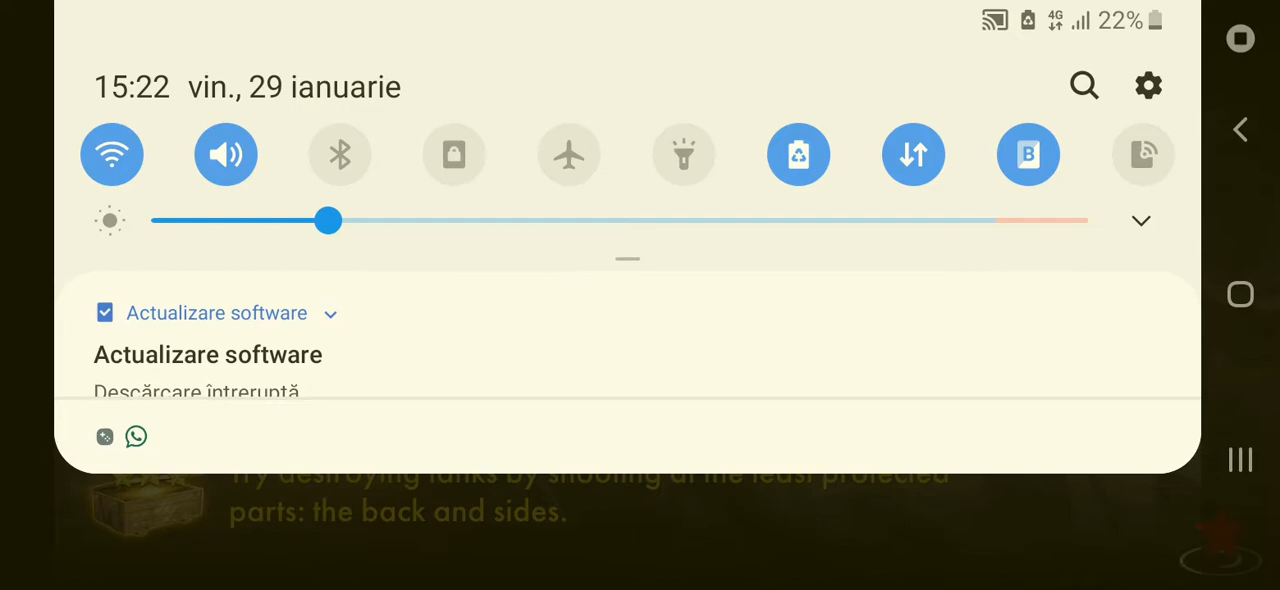 4G 22%
15:22 vin., 29 ianuarie
B
Actualizare software
Actualizare software
Descărcare întreruptă
Try destroying tanks by shooting at the least protected
parts: the back and sides.